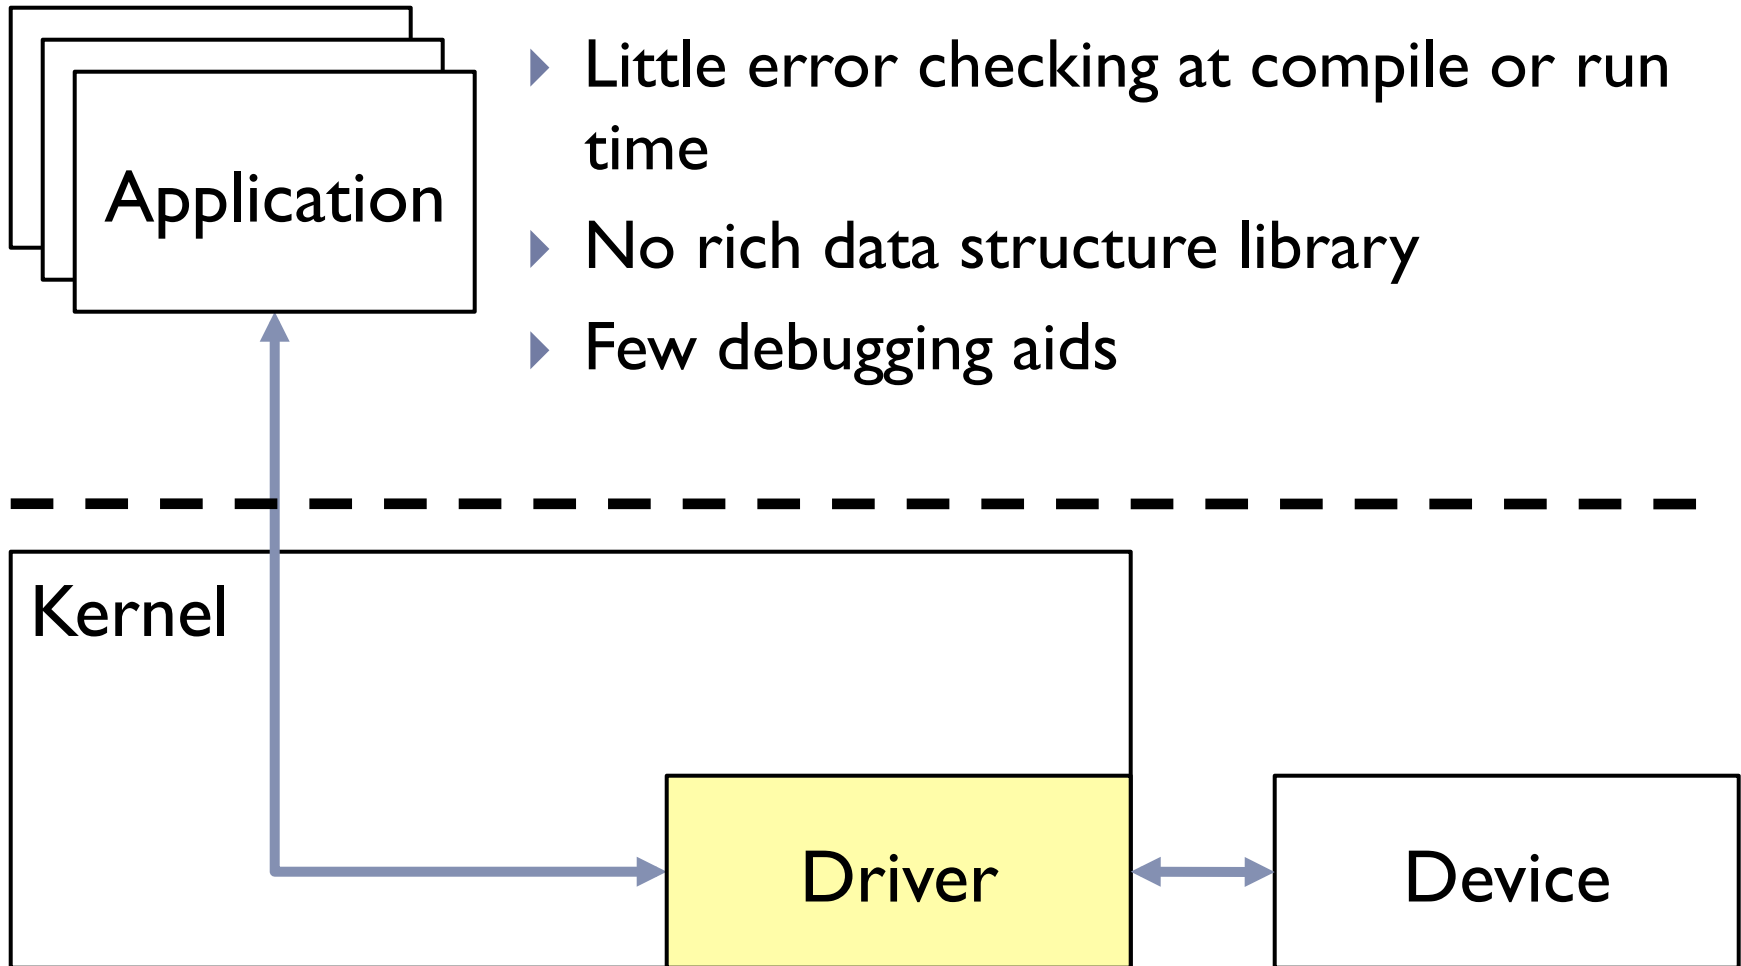 Little error checking at compile or run
time
Application
No rich data structure library
Few debugging aids
Kernel
Driver
Device